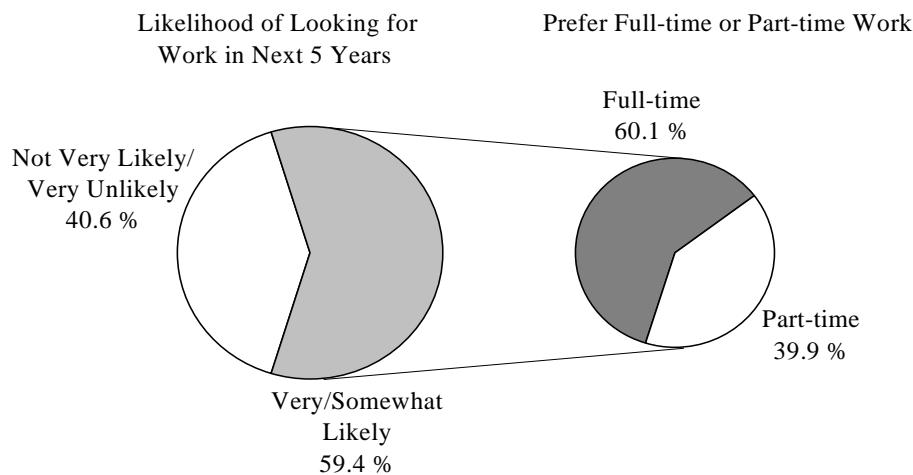 Likelihood of Looking for
Work in Next 5 Years
Prefer Full-time or Part-time Work
Full-time
60.1 %
Not Very Likely/
Very Unlikely
40.6 %
Part-time
39.9 %
Very/Somewhat
Likely
59.4 %